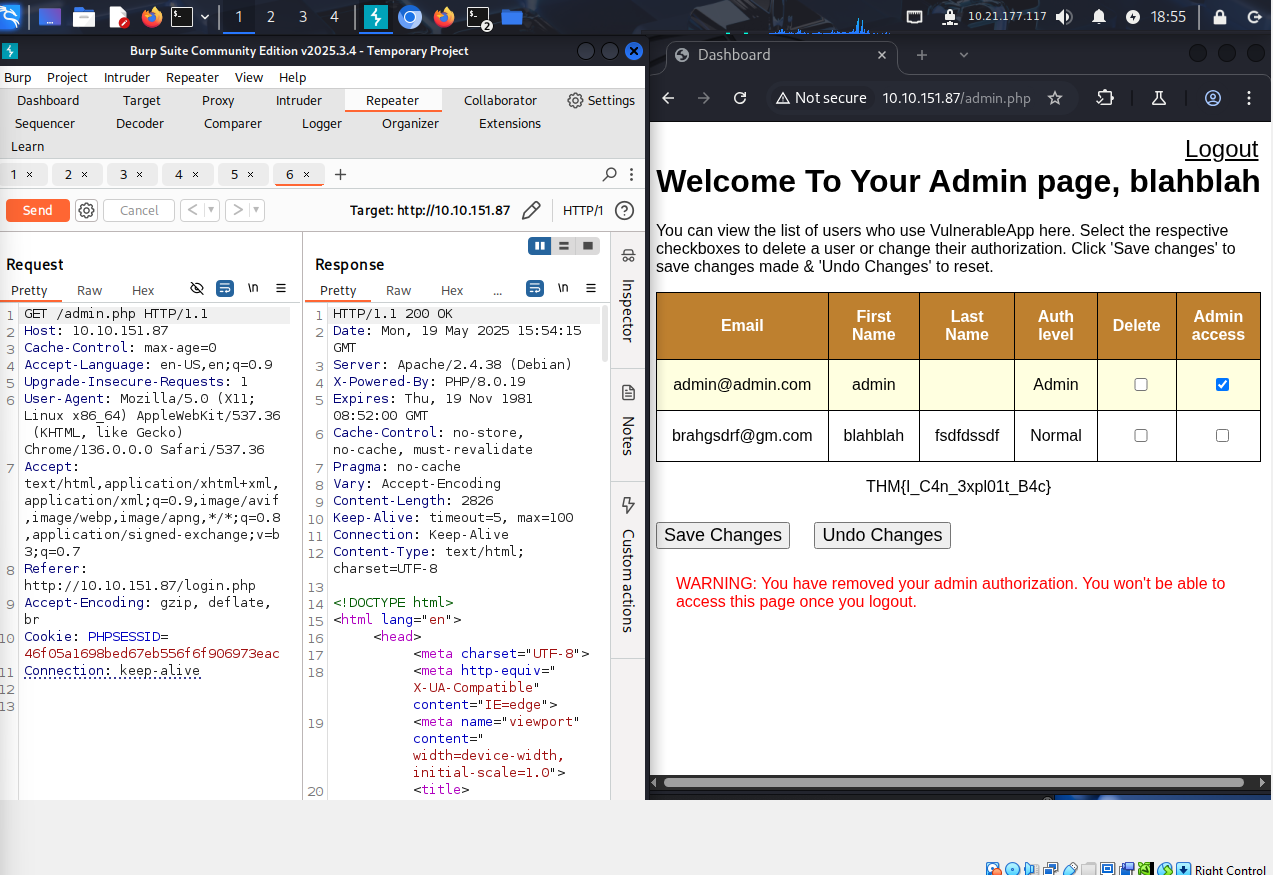 1 2 3 4
2
10.21.177.117
18:55
Burp Suite Community Edition v2025.3.4 - Temporary Project
Burp Project Intruder Repeater View Help
Dashboard Target Proxy Intruder Repeater Collaborator Settings
Sequencer Decoder Comparer Logger Organizer Extensions
Learn
1 × 2 × 3 × 4 × 5 × 6 × +
Send Cancel < > Target: http://10.10.151.87 HTTP/1 ?
Request
Pretty Raw Hex \n
1 GET /admin.php HTTP/1.1
2 Host: 10.10.151.87
3 Cache-Control: max-age=0
4 Accept-Language: en-US,en;q=0.9
5 Upgrade-Insecure-Requests: 1
6 User-Agent: Mozilla/5.0 (X11;
Linux x86_64) AppleWebKit/537.36
(KHTML, like Gecko)
Chrome/136.0.0.0 Safari/537.36
7 Accept:
text/html,application/xhtml+xml,
application/xml;q=0.9,image/avif
,image/webp,image/apng,*/*;q=0.8
,application/signed-exchange;v=b
3;q=0.7
8 Referer:
http://10.10.151.87/login.php
9 Accept-Encoding: gzip, deflate,
br
10 Cookie: PHPSESSID=
46f05a1698bed67eb556f6f906973eac
11 Connection: keep-alive
12
13
Response
Pretty Raw Hex ... \n
1 HTTP/1.1 200 OK
2 Date: Mon, 19 May 2025 15:54:15
GMT
3 Server: Apache/2.4.38 (Debian)
4 X-Powered-By: PHP/8.0.19
5 Expires: Thu, 19 Nov 1981
08:52:00 GMT
6 Cache-Control: no-store,
no-cache, must-revalidate
7 Pragma: no-cache
8 Vary: Accept-Encoding
9 Content-Length: 2826
10 Keep-Alive: timeout=5, max=100
11 Connection: Keep-Alive
12 Content-Type: text/html;
charset=UTF-8
13
14 <!DOCTYPE html>
15 <html lang="en">
16 <head>
17 <meta charset="UTF-8">
18 <meta http-equiv="
X-UA-Compatible"
content="IE=edge">
19 <meta name="viewport"
content="
width=device-width,
initial-scale=1.0">
20 <title>
Inspector
Notes
Custom actions
Dashboard
Not secure 10.10.151.87/admin.php
Logout
Welcome To Your Admin page, blahblah
You can view the list of users who use VulnerableApp here. Select the respective
checkboxes to delete a user or change their authorization. Click 'Save changes' to
save changes made & 'Undo Changes' to reset.
Email First Name Last Name Auth level Delete Admin access
admin@admin.com admin Admin
brahgsdrf@gm.com blahblah fsdfdssdf Normal
THM{I_C4n_3xpl01t_B4c}
Save Changes Undo Changes
WARNING: You have removed your admin authorization. You won't be able to
access this page once you logout.
Right Control